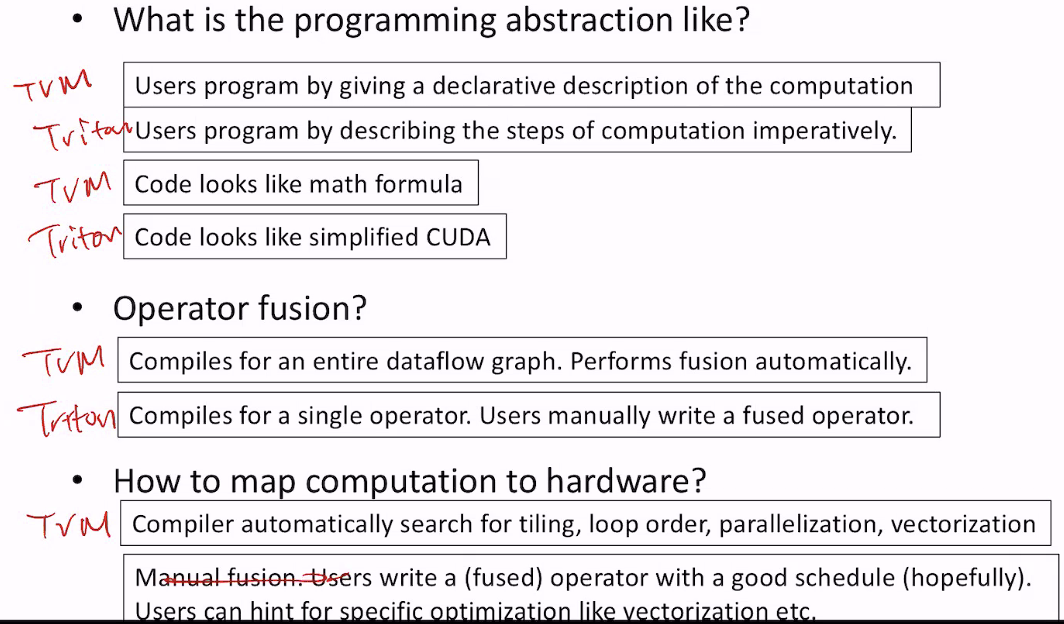 • What is the programming abstraction like?
TVM Users program by giving a declarative description of the computation
Triton Users program by describing the steps of computation imperatively.
TVM Code looks like math formula
Triton Code looks like simplified CUDA
• Operator fusion?
TVM Compiles for an entire dataflow graph. Performs fusion automatically.
Triton Compiles for a single operator. Users manually write a fused operator.
• How to map computation to hardware?
TVM Compiler automatically search for tiling, loop order, parallelization, vectorization
Manual fusion. Users write a (fused) operator with a good schedule (hopefully).
Users can hint for specific optimization like vectorization etc.